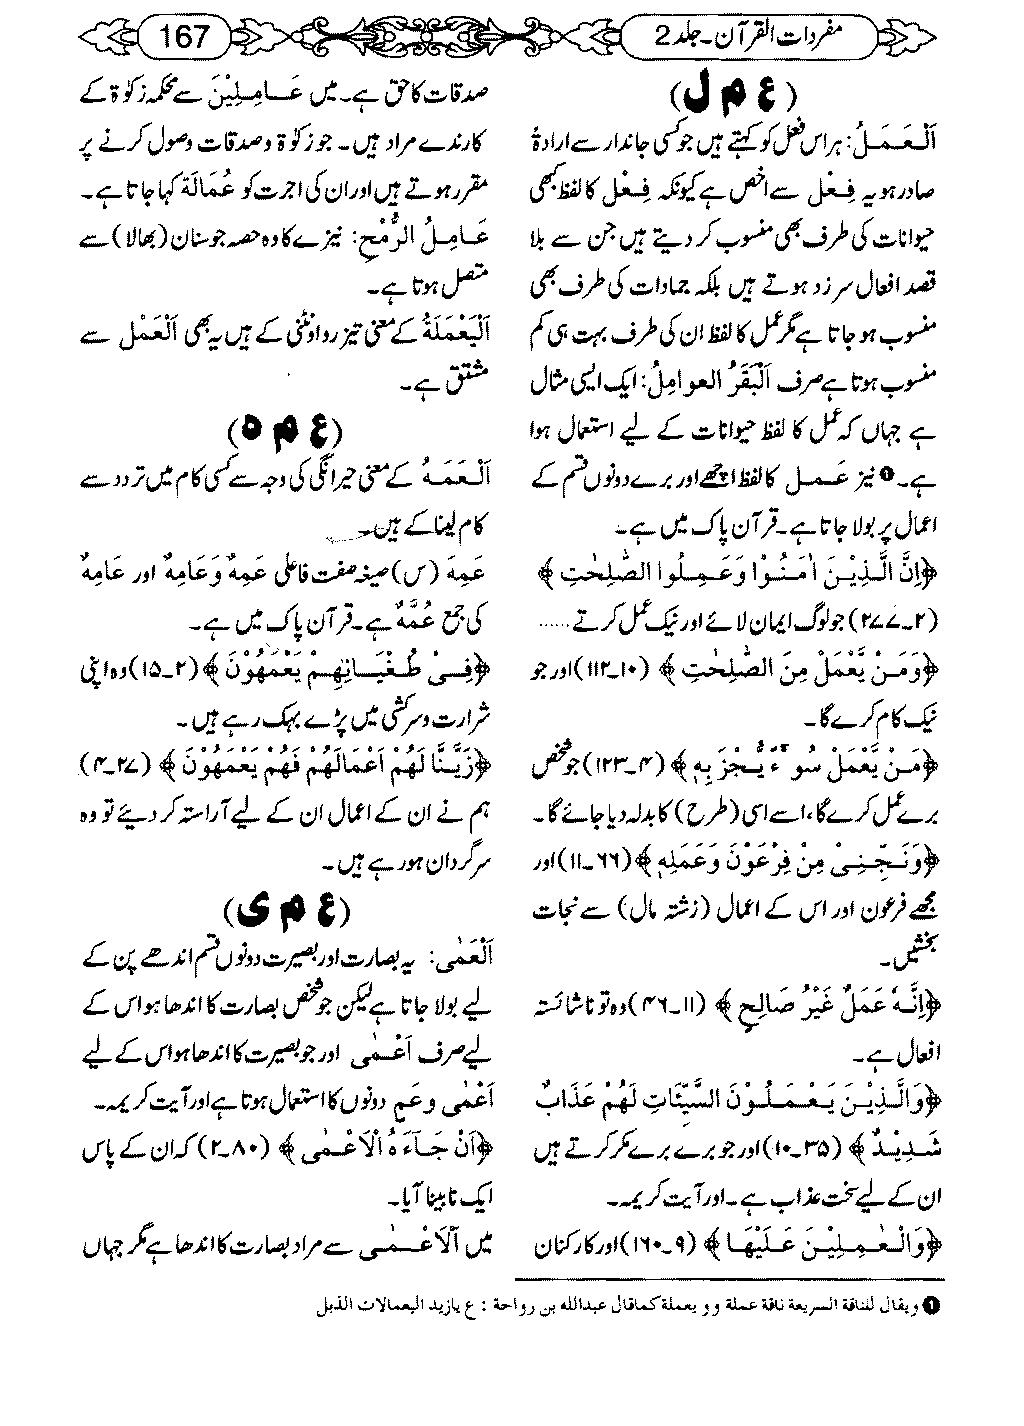 مفردات القرآن۔جلد 2
167
(ع م ل)
اَلْعَمَلُ: ہر اس فعل کو کہتے ہیں جو کسی جاندار سے ارادۃً
صادر ہو یہ فِعْل سے اخص ہے کیونکہ فِعْل کا لفظ کبھی
حیوانات کی طرف بھی منسوب کر دیتے ہیں جن سے بلا
قصد افعال سرزد ہوتے ہیں بلکہ جمادات کی طرف بھی
منسوب ہو جاتا ہے مگر عمل کا لفظ ان کی طرف بہت ہی کم
منسوب ہوتا ہے صرف اَلْبَقَرُ العوامِلُ: ایک ایسی مثال
ہے جہاں کہ عمل کا لفظ حیوانات کے لیے استعمال ہوا
ہے۔❶ نیز عَمل کا لفظ اچھے اور برے دونوں قسم کے
اعمال پر بولا جاتا ہے۔ قرآن پاک میں ہے۔
﴿اِنَّ الَّذِیْنَ اٰمَنُوْا وَعَمِلُوا الصّٰلِحٰتِ﴾
(۲۔۲۷۷) جو لوگ ایمان لائے اور نیک عمل کرتے ......
﴿وَمَنْ یَّعْمَلْ مِنَ الصّٰلِحٰتِ﴾ (۱۰۔۱۱۲) اور جو
نیک کام کرے گا۔
﴿مَنْ یَّعْمَلْ سُوْٓءً یُّجْزَ بِهٖ﴾ (۴۔۱۲۳) جو شخص
برے عمل کرے گا، اسے اسی (طرح) کا بدلہ دیا جائے گا۔
﴿وَنَجِّنِیْ مِنْ فِرْعَوْنَ وَعَمَلِهٖ﴾ (۶۶۔۱۱) اور
مجھے فرعون اور اس کے اعمال (زشتہ مال) سے نجات
بخشیں۔
﴿اِنَّهٗ عَمَلٌ غَیْرُ صَالِحٍ﴾ (۱۱۔۴۶) وہ تو ناشائستہ
افعال ہے۔
﴿وَالَّذِیْنَ یَعْمَلُوْنَ السَّیِّئَاتِ لَهُمْ عَذَابٌ
شَدِیْدٌ﴾ (۳۵۔۱۰) اور جو برے برے مکر کرتے ہیں
ان کے لیے سخت عذاب ہے۔ اور آیت کریمہ۔
﴿وَالْعٰمِلِیْنَ عَلَیْهَا﴾ (۹۔۱۶۰) اور کارکنان
صدقات کا حق ہے۔ میں عَامِلِیْنَ سے محکمہ زکوٰۃ کے
کارندے مراد ہیں۔ جو زکوٰۃ و صدقات وصول کرنے پر
مقرر ہوتے ہیں اور ان کی اجرت کو عُمَالَة کہا جاتا ہے۔
عَامِلُ الرُّمْحِ: نیزے کا وہ حصہ جو سنان (بھالا) سے
متصل ہوتا ہے۔
اَلْیَعْمَلَةُ کے معنی تیز رو اونٹنی کے ہیں یہ بھی اَلْعَمْل سے
مشتق ہے۔
(ع م ہ)
اَلْعَمَهُ کے معنی حیرانگی کی وجہ سے کسی کام میں تردد سے
کام لینا کے ہیں۔
عَمِهَ (س) صیغہ صفت فاعلی عَمِهٌ وَعَامِهٌ اور عَامِهٌ
کی جمع عُمَّهٌ ہے۔ قرآن پاک میں ہے۔
﴿فِیْ طُغْیَانِهِمْ یَعْمَهُوْنَ﴾ (۲۔۱۵) وہ اپنی
شرارت و سرکشی میں پڑے بہک رہے ہیں۔
﴿زَیَّنَّا لَهُمْ اَعْمَالَهُمْ فَهُمْ یَعْمَهُوْنَ﴾ (۲۷۔۴)
ہم نے ان کے اعمال ان کے لیے آراستہ کر دیئے تو وہ
سرگردان ہو رہے ہیں۔
(ع م ی)
اَلْعَمٰی: یہ بصارت اور بصیرت دونوں قسم اندھے پن کے
لیے بولا جاتا ہے لیکن جو شخص بصارت کا اندھا ہو اس کے
لیے صرف اَعْمٰی اور جو بصیرت کا اندھا ہو اس کے لیے
اَعْمٰی وعَمٍ دونوں کا استعمال ہوتا ہے اور آیت کریمہ۔
﴿اَنْ جَآءَهُ الْاَعْمٰی﴾ (۸۰۔۲) کہ ان کے پاس
ایک نابینا آیا۔
میں اَلْاَعْمٰی سے مراد بصارت کا اندھا ہے مگر جہاں
❶ ویقال للناقة السریعة ناقة عملة وو یعملة کماقال عبدالله بن رواحة : ع یازید الیعمالات الذبل